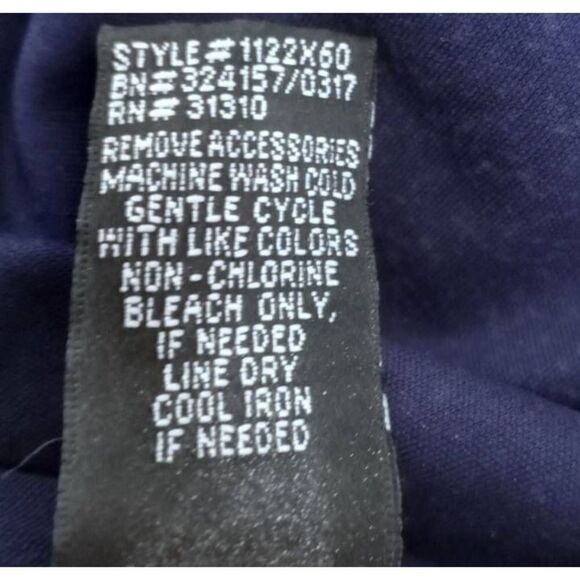 STYLE# 1122X60
BN# 324157/0317
RN# 31310
REMOVE ACCESSORIES
MACHINE WASH COLD
GENTLE CYCLE
WITH LIKE COLORS
NON-CHLORINE
BLEACH ONLY,
IF NEEDED
LINE DRY
COOL IRON
IF NEEDED